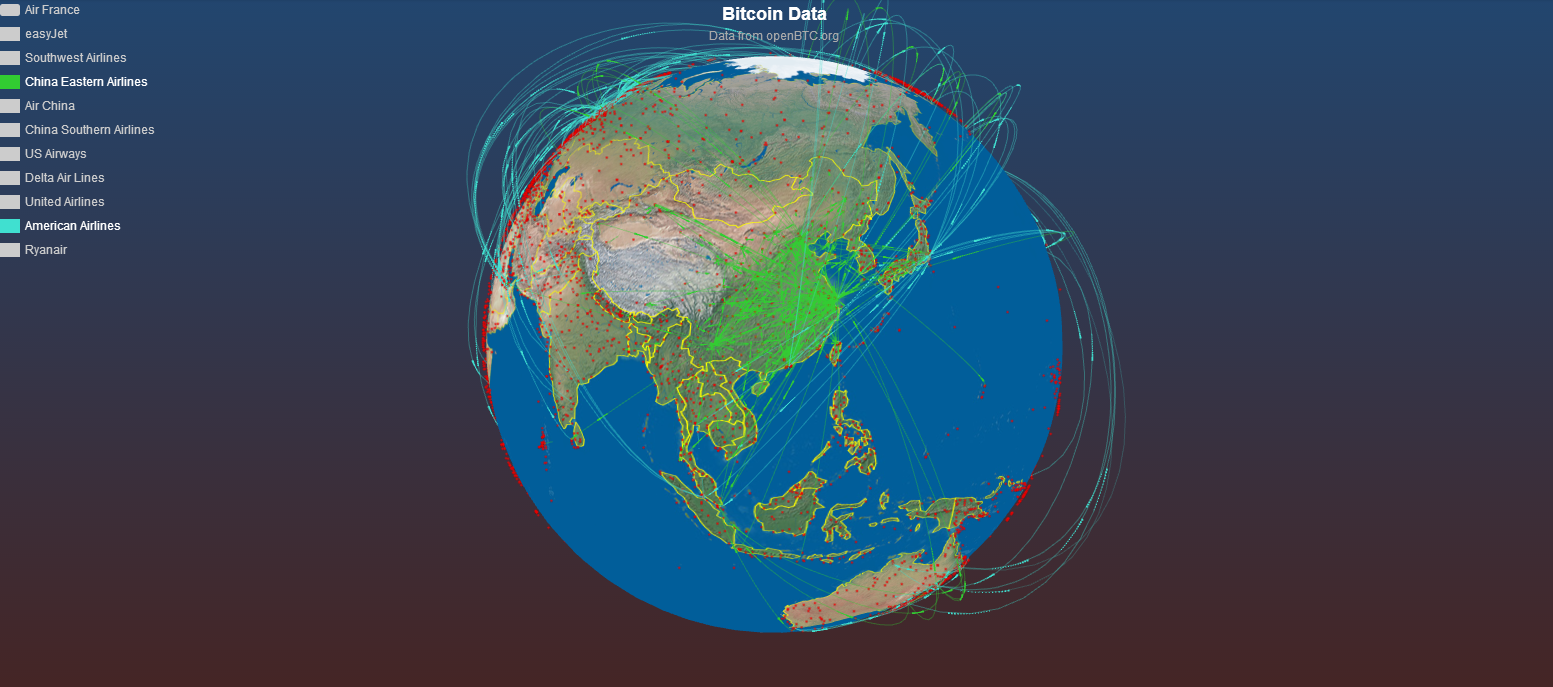 Bitcoin Data
Data from openBTC.org
Air France
easyJet
Southwest Airlines
China Eastern Airlines
Air China
China Southern Airlines
US Airways
Delta Air Lines
United Airlines
American Airlines
Ryanair